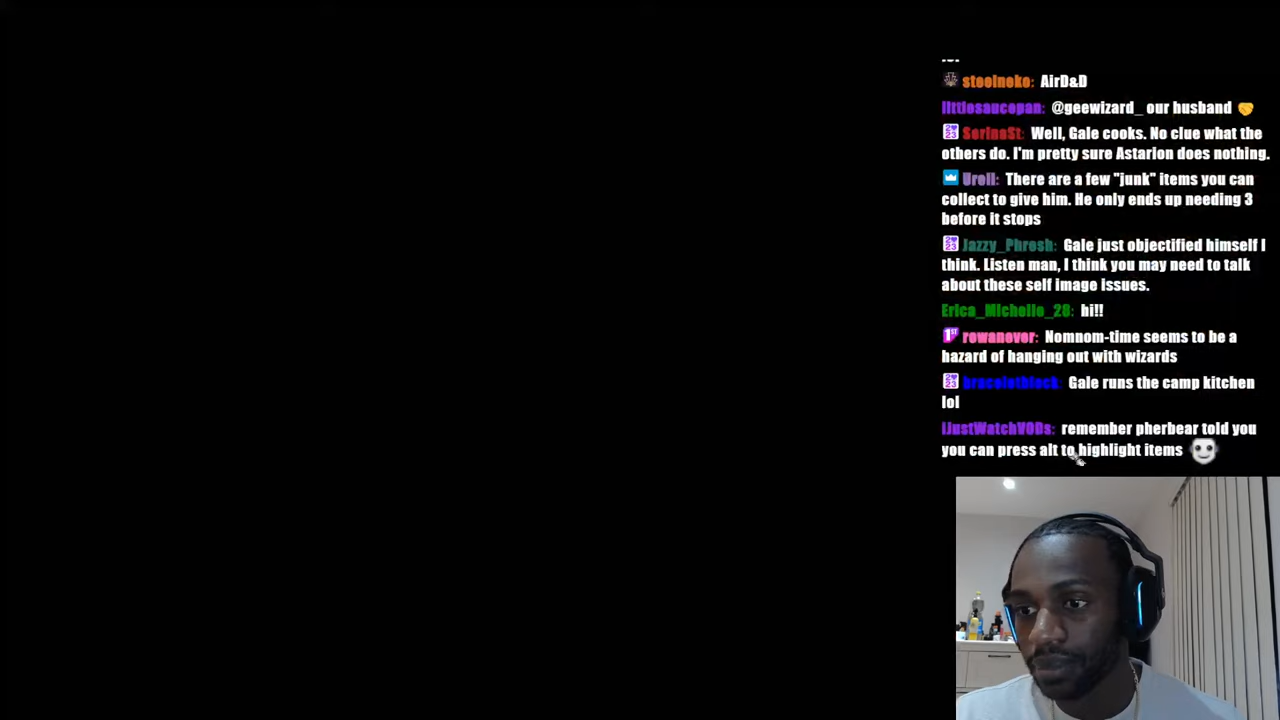 steelneko: AirD&D
littlesaucepan: @geewizard_ our husband
SerineSt: Well, Gale cooks. No clue what the
others do. I'm pretty sure Astarion does nothing.
Urell: There are a few "junk" items you can
collect to give him. He only ends up needing 3
before it stops
Jazzy_Phresh: Gale just objectified himself I
think. Listen man, I think you may need to talk
about these self image issues.
Erica_Michelle_28: hi!!
rowanever: Nomnom-time seems to be a
hazard of hanging out with wizards
Gale runs the camp kitchen
lol
IJustWatchVODs: remember pherbear told you
you can press alt to highlight items